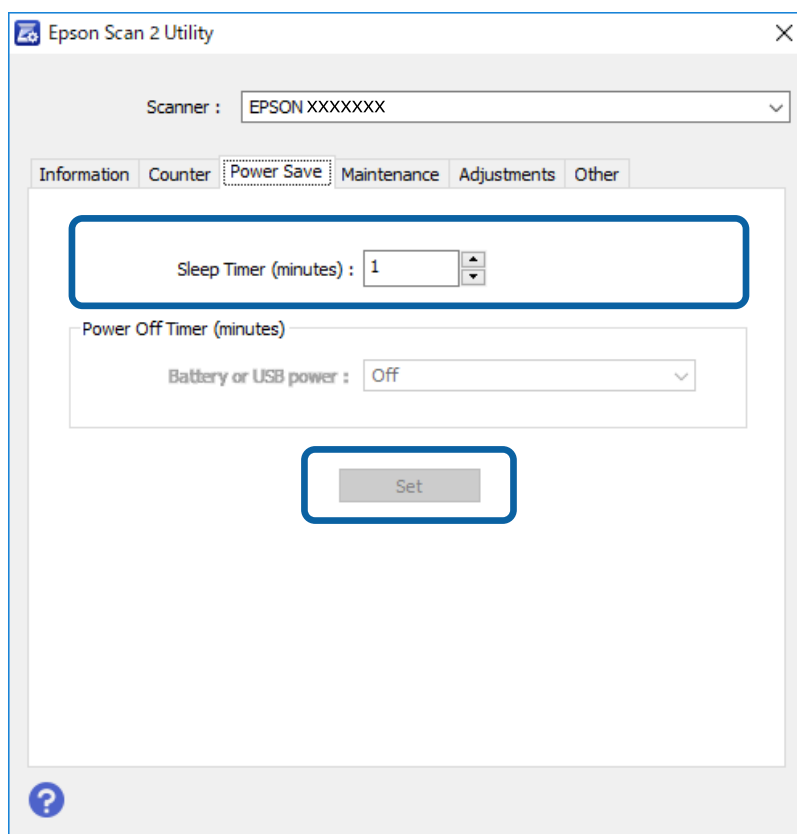 Epson Scan 2 Utility
Scanner : EPSON XXXXXXX
Information Counter Power Save Maintenance Adjustments Other
Sleep Timer (minutes) : 1
Power Off Timer (minutes)
Battery or USB power : Off
Set
?